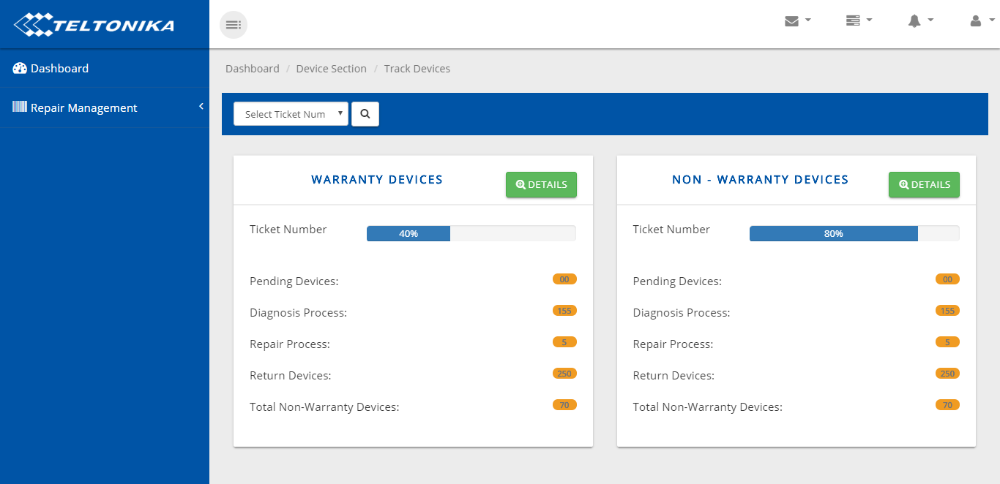 TELTONIKA
Dashboard
Repair Management
Dashboard / Device Section / Track Devices
Select Ticket Num
WARRANTY DEVICES
DETAILS
Ticket Number 40%
Pending Devices: 00
Diagnosis Process: 155
Repair Process: 5
Return Devices: 250
Total Non-Warranty Devices: 70
NON - WARRANTY DEVICES
DETAILS
Ticket Number 80%
Pending Devices: 00
Diagnosis Process: 155
Repair Process: 5
Return Devices: 250
Total Non-Warranty Devices: 70